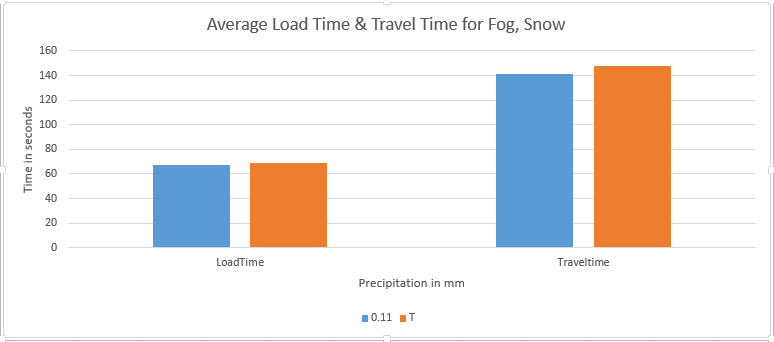 Average Load Time & Travel Time for Fog, Snow
160
140
120
100
80
60
40
20
0
Time in seconds
LoadTime
Traveltime
Precipitation in mm
0.11
T